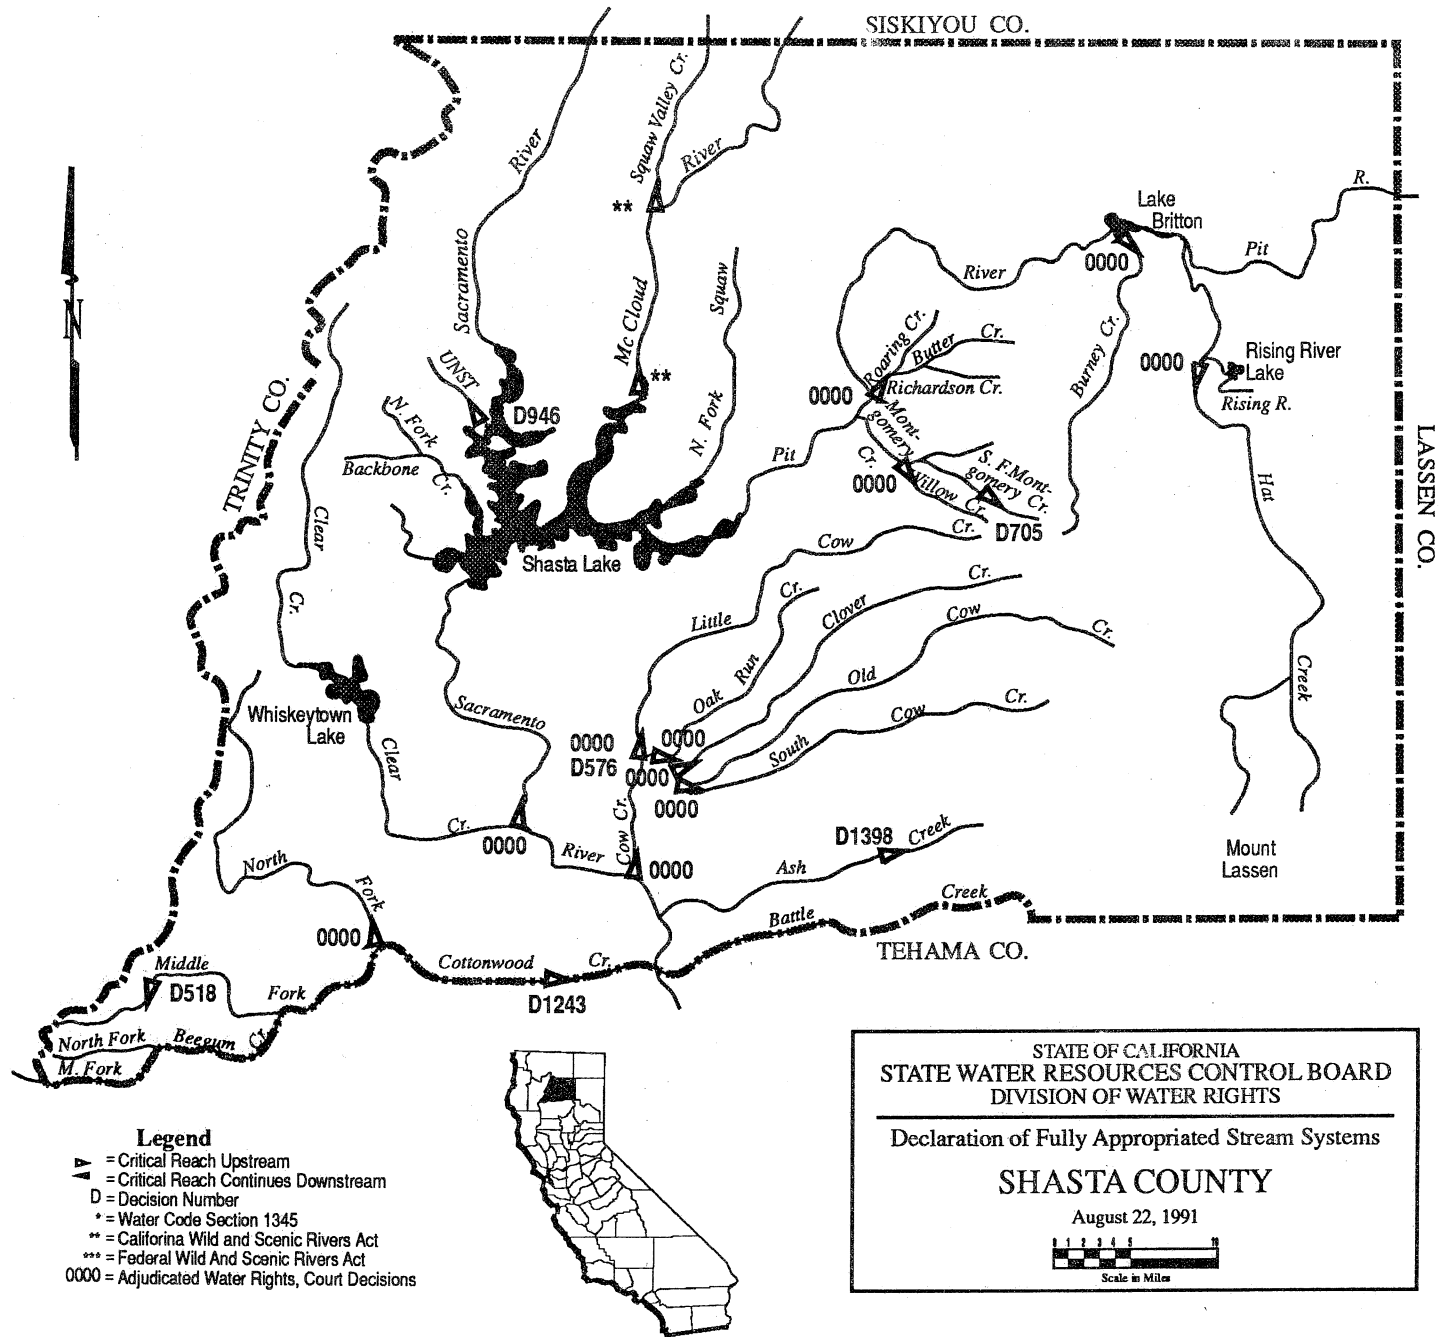 SISKIYOU CO.
River
Squaw Valley Cr.
River
**
R.
Lake
Britton
Pit
0000
River
N
Sacramento
Mc Cloud
Squaw
Roaring Cr.
Butter Cr.
Burney Cr.
0000
Rising River
Lake
UNST
**
0000
Richardson Cr.
Rising R.
TRINITY CO.
N. Fork
D946
N. Fork
Montgomery
Cr.
LASSEN CO.
Backbone
Cr.
Pit
S. F. Mont-
gomery Cr.
0000
Willow Cr.
Hat
Clear
D705
Shasta Lake
Cow
Cr.
Cr.
Little
Cr.
Clover
Cr.
Cow
Cr.
Oak Run
Old
Creek
Whiskeytown
Lake
Sacramento
Cow
Cr.
Clear
0000
D576
0000
0000
South
0000
Cr.
0000
River
Cow Cr.
0000
D1398
Creek
Ash
Mount
Lassen
North
Fork
Battle
Creek
0000
TEHAMA CO.
Cottonwood
Cr.
D1243
Middle
D518
Fork
North Fork
Beegum
Cr.
M. Fork
Legend
= Critical Reach Upstream
= Critical Reach Continues Downstream
D = Decision Number
* = Water Code Section 1345
** = Califorina Wild and Scenic Rivers Act
*** = Federal Wild And Scenic Rivers Act
0000 = Adjudicated Water Rights, Court Decisions
STATE OF CALIFORNIA
STATE WATER RESOURCES CONTROL BOARD
DIVISION OF WATER RIGHTS
Declaration of Fully Appropriated Stream Systems
SHASTA COUNTY
August 22, 1991
0 1 2 3 4 5 10
Scale in Miles